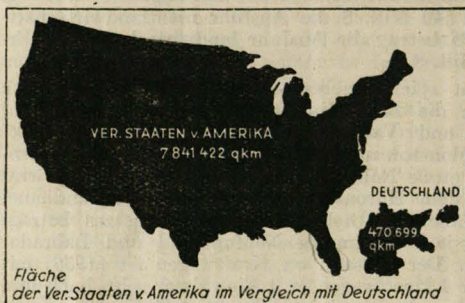 VER. STAATEN v. AMERIKA
7 841 422 qkm
DEUTSCHLAND
470 699
qkm
Fläche
der Ver. Staaten v. Amerika im Vergleich mit Deutschland